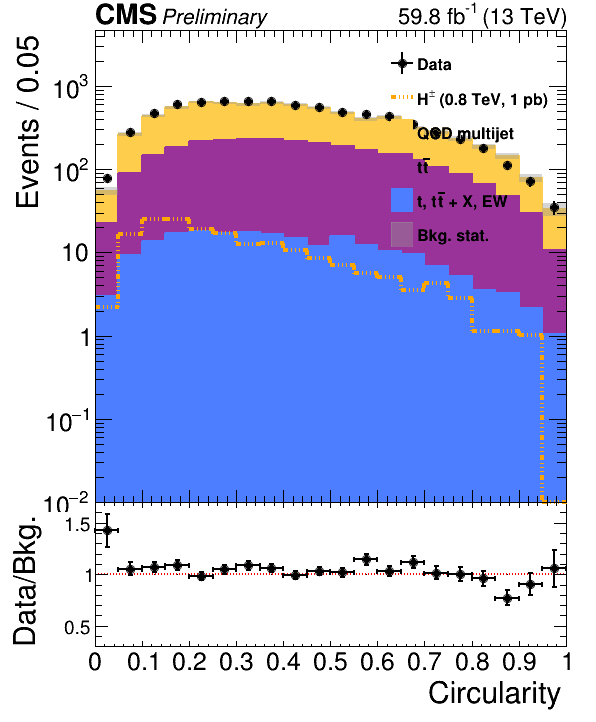 CMS Preliminary 59.8 fb⁻¹ (13 TeV)
Events / 0.05
10³
10²
10
1
10⁻¹
10⁻²
Data
H± (0.8 TeV, 1 pb)
QCD multijet
tt̅
t, tt̅ + X, EW
Bkg. stat.
Data/Bkg.
1.5
1
0.5
0 0.1 0.2 0.3 0.4 0.5 0.6 0.7 0.8 0.9 1
Circularity